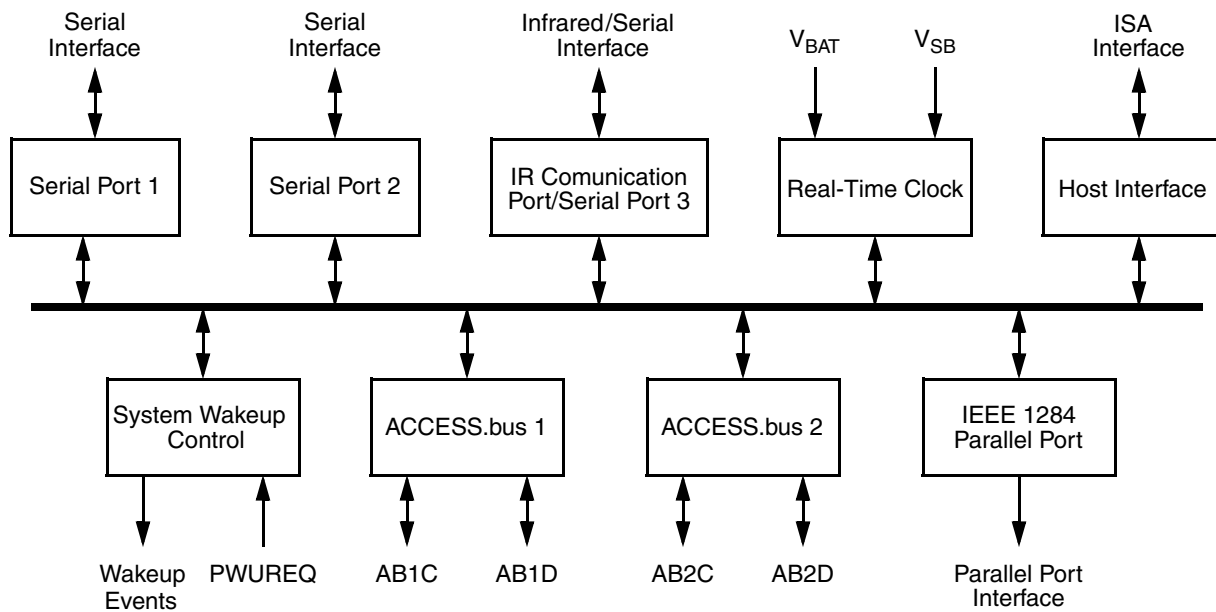 Serial
Interface
Serial
Interface
Infrared/Serial
Interface
VBAT
VSB
ISA
Interface
Serial Port 1
Serial Port 2
IR Comunication
Port/Serial Port 3
Real-Time Clock
Host Interface
System Wakeup
Control
ACCESS.bus 1
ACCESS.bus 2
IEEE 1284
Parallel Port
Wakeup
Events
PWUREQ
AB1C
AB1D
AB2C
AB2D
Parallel Port
Interface